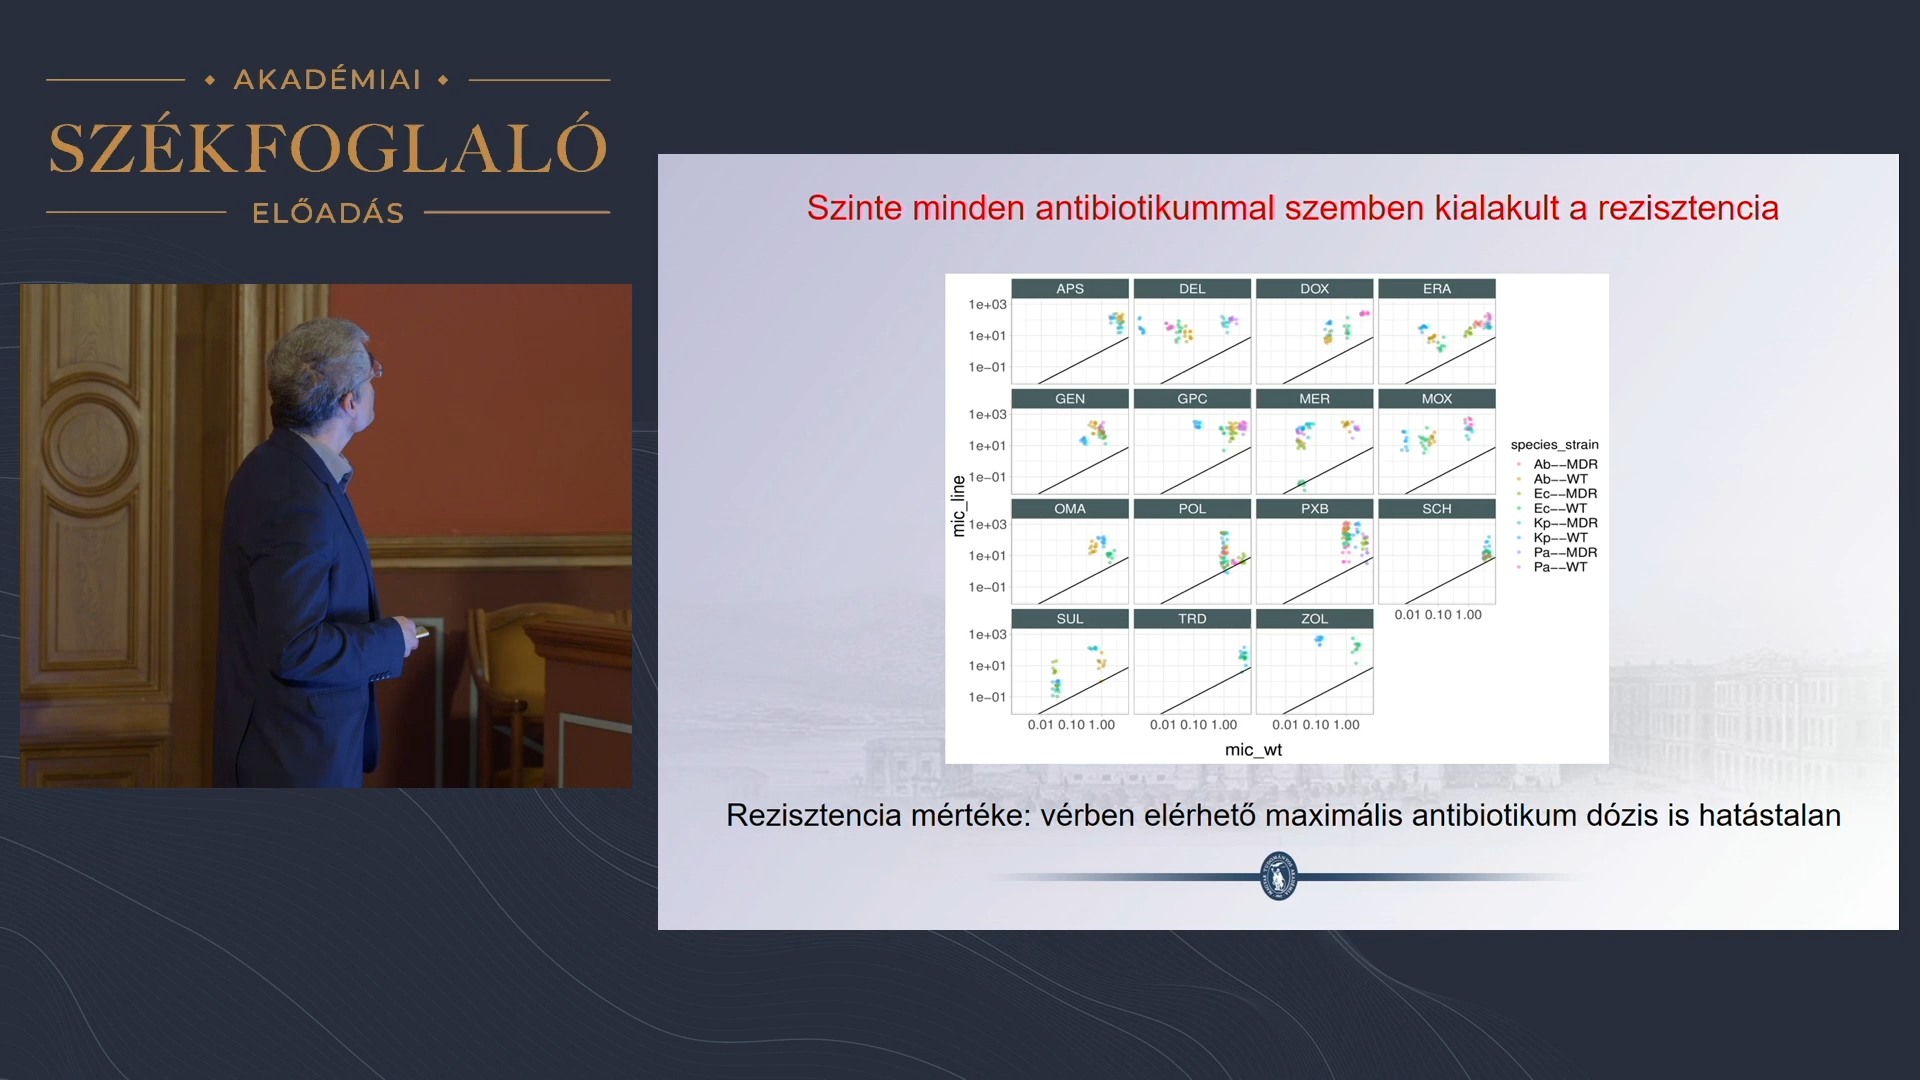 AKADÉMIAI
SZÉKFOGLALÓ
ELŐADÁS
Szinte minden antibiotikummal szemben kialakult a rezisztencia
APS DEL DOX ERA
1e+03
1e+01
1e−01
GEN GPC MER MOX
1e+03
1e+01
1e−01
OMA POL PXB SCH
1e+03
1e+01
1e−01
0.01 0.10 1.00
SUL TRD ZOL
1e+03
1e+01
1e−01
0.01 0.10 1.00 0.01 0.10 1.00 0.01 0.10 1.00
mic_line
mic_wt
species_strain
Ab−−MDR
Ab−−WT
Ec−−MDR
Ec−−WT
Kp−−MDR
Kp−−WT
Pa−−MDR
Pa−−WT
Rezisztencia mértéke: vérben elérhető maximális antibiotikum dózis is hatástalan